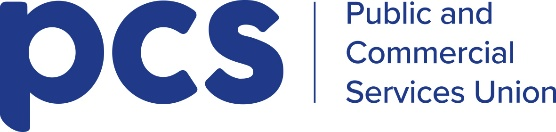 pcs
Public and
Commercial
Services Union